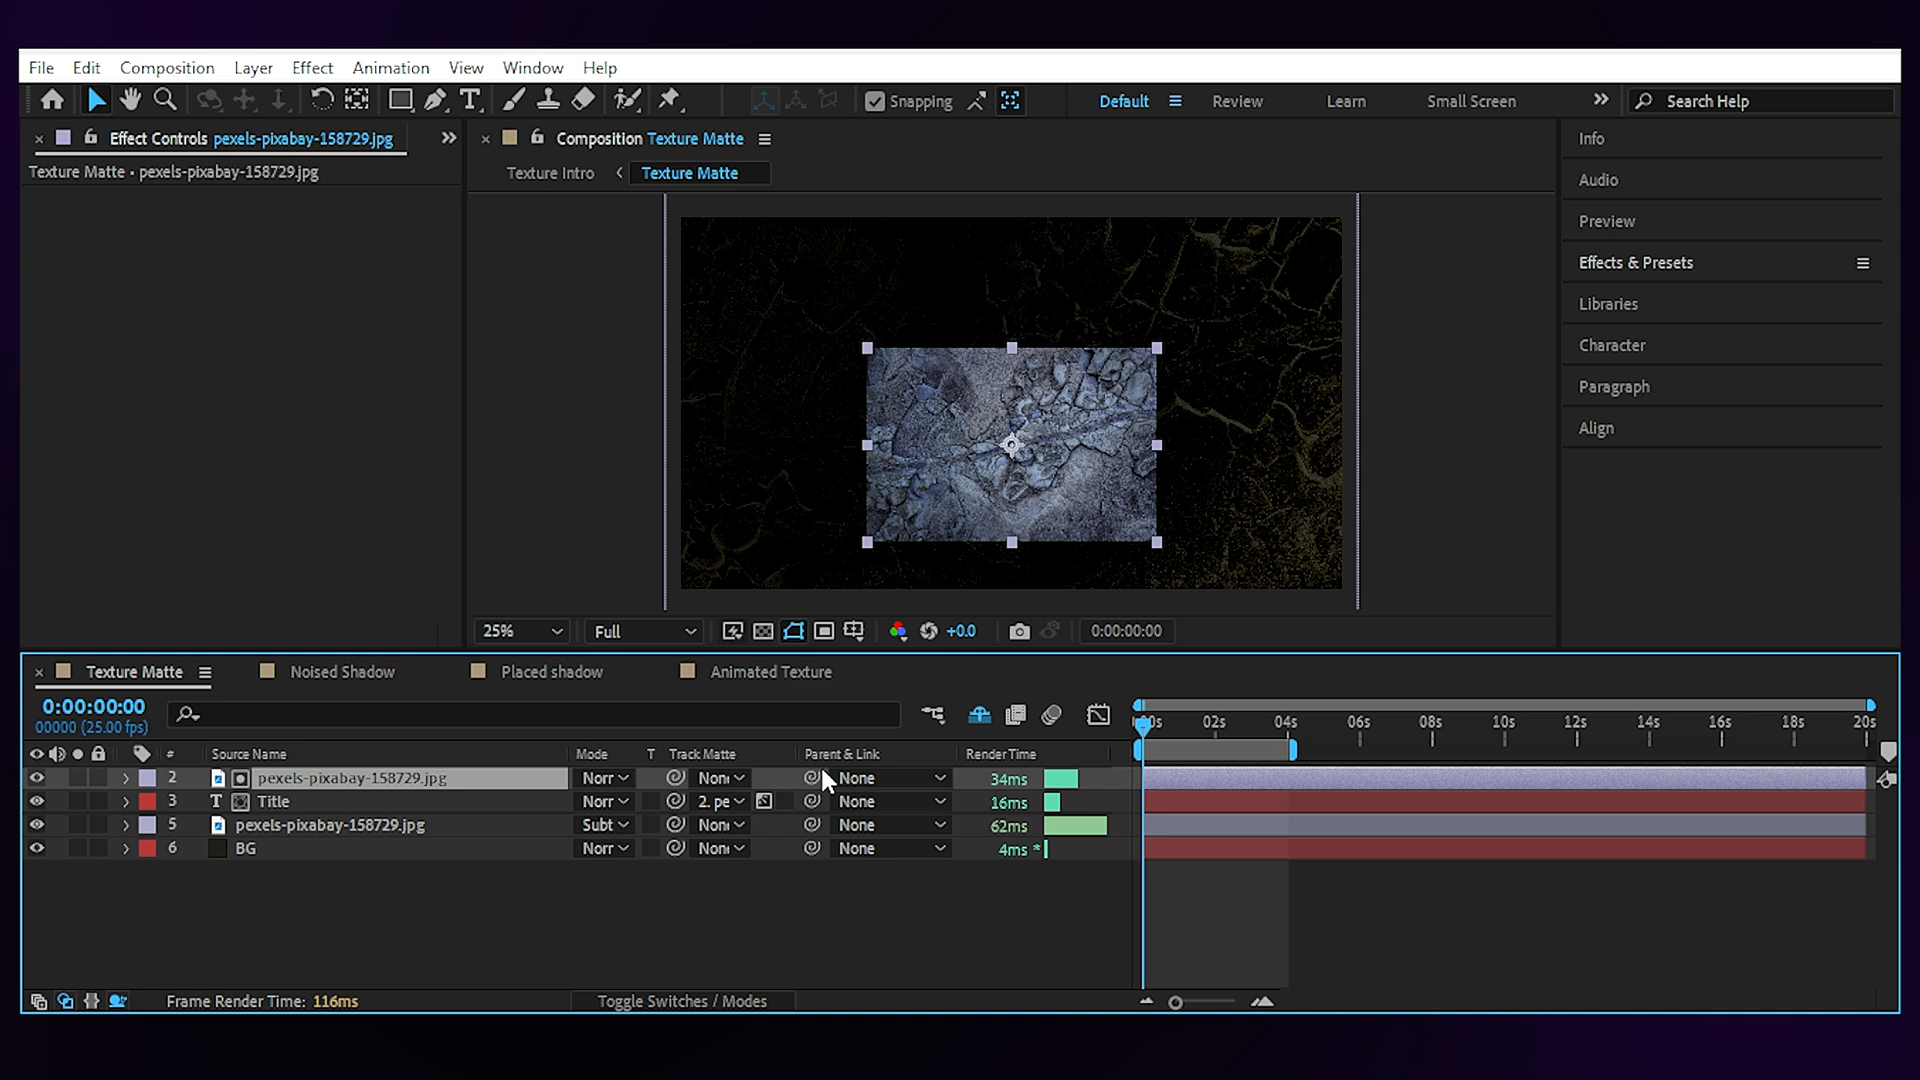 File Edit Composition Layer Effect Animation View Window Help
Snapping Default Review Learn Small Screen Search Help
Effect Controls pexels-pixabay-158729.jpg
Texture Matte • pexels-pixabay-158729.jpg
Composition Texture Matte
Texture Intro Texture Matte
Info
Audio
Preview
Effects & Presets
Libraries
Character
Paragraph
Align
25% Full +0.0 0:00:00:00
Texture Matte Noised Shadow Placed shadow Animated Texture
0:00:00:00
00000 (25.00 fps)
02s 04s 06s 08s 10s 12s 14s 16s 18s 20s
# Source Name Mode T Track Matte Parent & Link Render Time
2 pexels-pixabay-158729.jpg Norr None None 34ms
3 T Title Norr 2. pe None 16ms
5 pexels-pixabay-158729.jpg Subt None None 62ms
6 BG Norr None None 4ms *
Frame Render Time: 116ms Toggle Switches / Modes